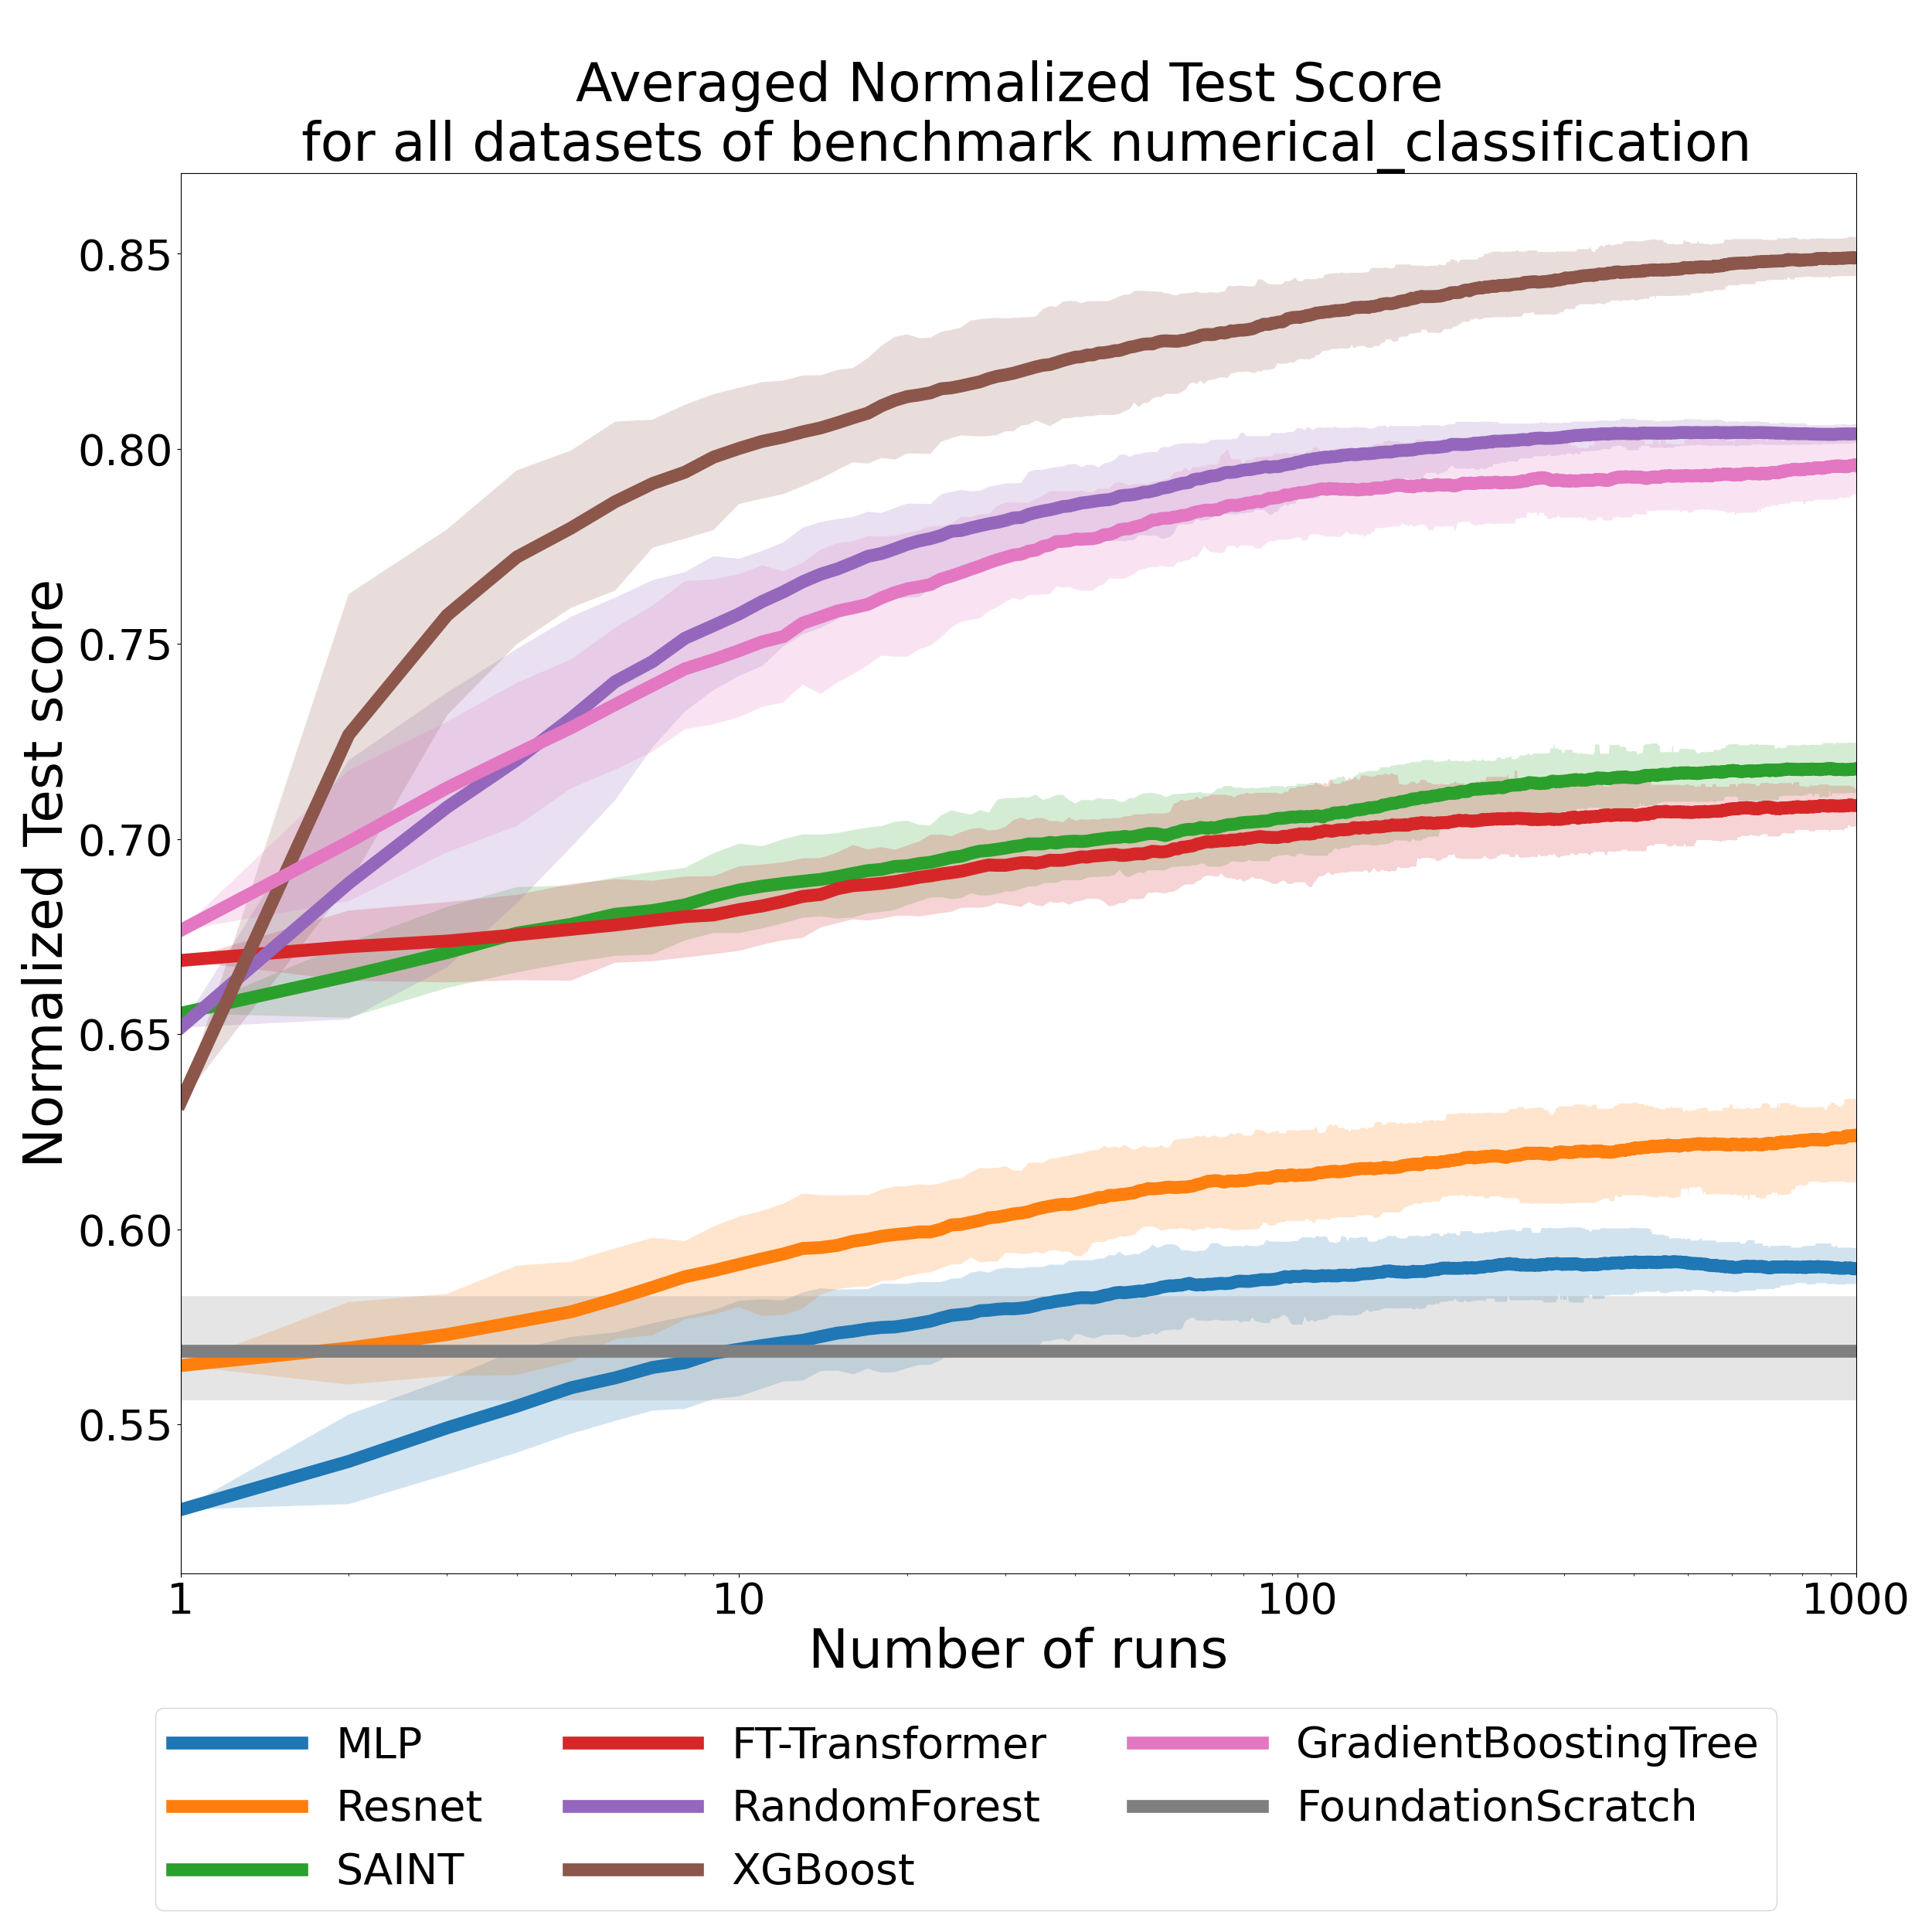 Averaged Normalized Test Score
for all datasets of benchmark numerical_classification
Normalized Test score
0.85
0.80
0.75
0.70
0.65
0.60
0.55
1
10
100
1000
Number of runs
MLP
Resnet
SAINT
FT-Transformer
RandomForest
XGBoost
GradientBoostingTree
FoundationScratch